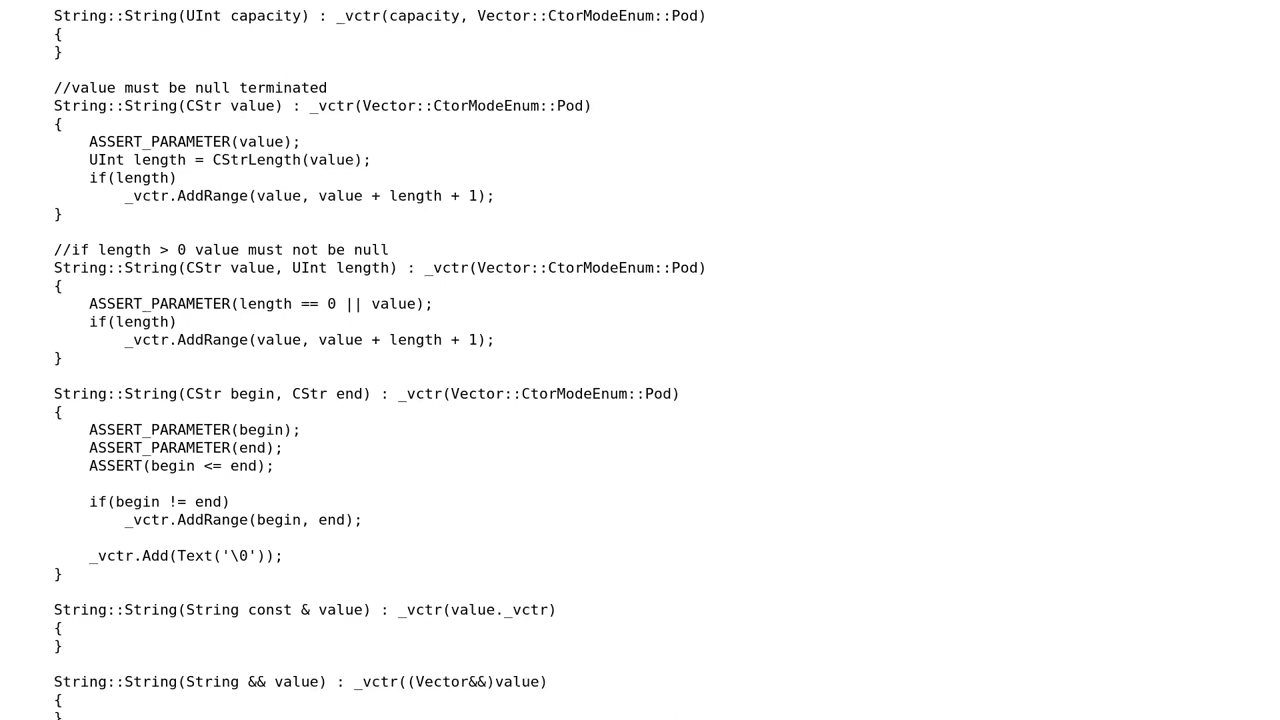 String::String(UInt capacity) : _vctr(capacity, Vector::CtorModeEnum::Pod)
{
}
//value must be null terminated
String::String(CStr value) : _vctr(Vector::CtorModeEnum::Pod)
{
ASSERT_PARAMETER(value);
UInt length = CStrLength(value);
if(length)
_vctr.AddRange(value, value + length + 1);
}
//if length > 0 value must not be null
String::String(CStr value, UInt length) : _vctr(Vector::CtorModeEnum::Pod)
{
ASSERT_PARAMETER(length == 0 || value);
if(length)
_vctr.AddRange(value, value + length + 1);
}
String::String(CStr begin, CStr end) : _vctr(Vector::CtorModeEnum::Pod)
{
ASSERT_PARAMETER(begin);
ASSERT_PARAMETER(end);
ASSERT(begin <= end);
if(begin != end)
_vctr.AddRange(begin, end);
_vctr.Add(Text('\0'));
}
String::String(String const & value) : _vctr(value._vctr)
{
}
String::String(String && value) : _vctr((Vector&&)value)
{
}